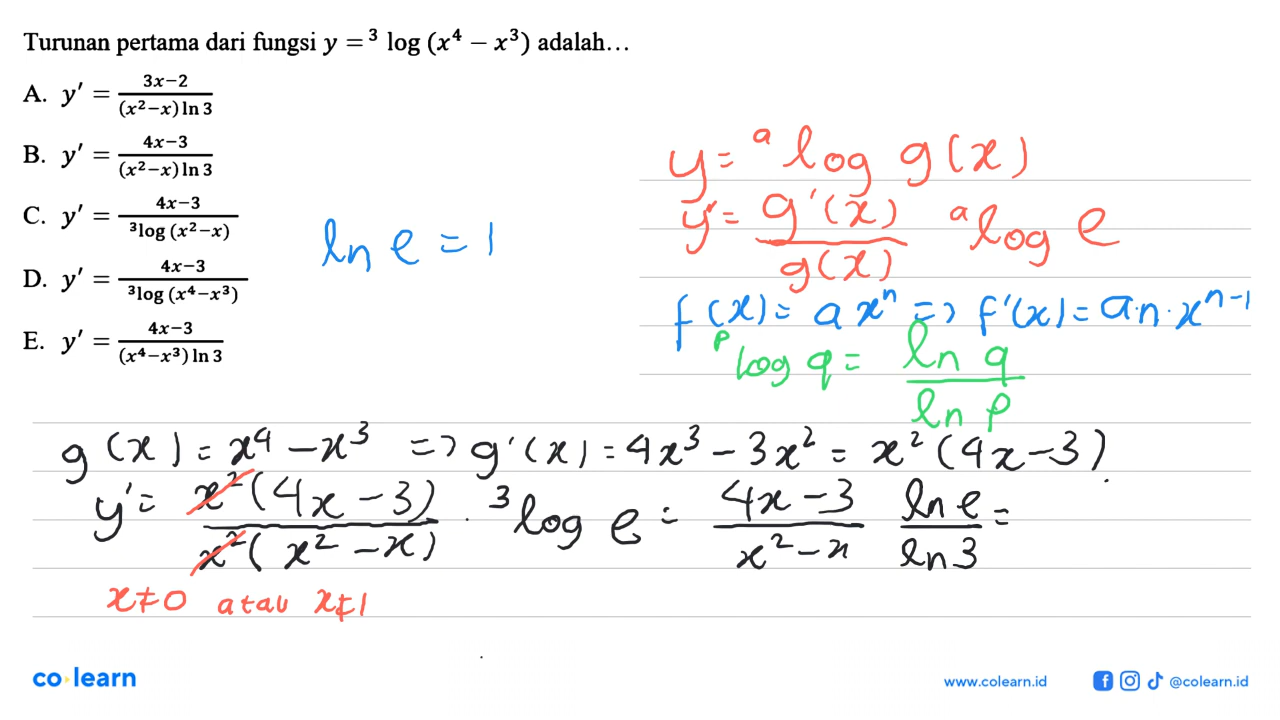 Turunan pertama dari fungsi y = ³ log (x⁴ − x³) adalah…
A. y′ = (3x−2)/((x²−x) ln 3)
B. y′ = (4x−3)/((x²−x) ln 3)
C. y′ = (4x−3)/(³log (x²−x))
D. y′ = (4x−3)/(³log (x⁴−x³))
E. y′ = (4x−3)/((x⁴−x³) ln 3)
ln e = 1
y = ᵃ log g(x)
y' = g'(x)/g(x) ᵃlog e
f(x) = a xⁿ => f'(x) = a.n.xⁿ⁻¹
ᵖlog q = ln q/ln p
g(x) = x⁴ − x³ => g'(x) = 4x³ − 3x² = x²(4x−3)
y' = x²(4x−3)/x²(x²−x) · ³log e = (4x−3)/(x²−x) ln e/ln 3 =
x≠0 atau x≠1
co learn
www.colearn.id
@colearn.id